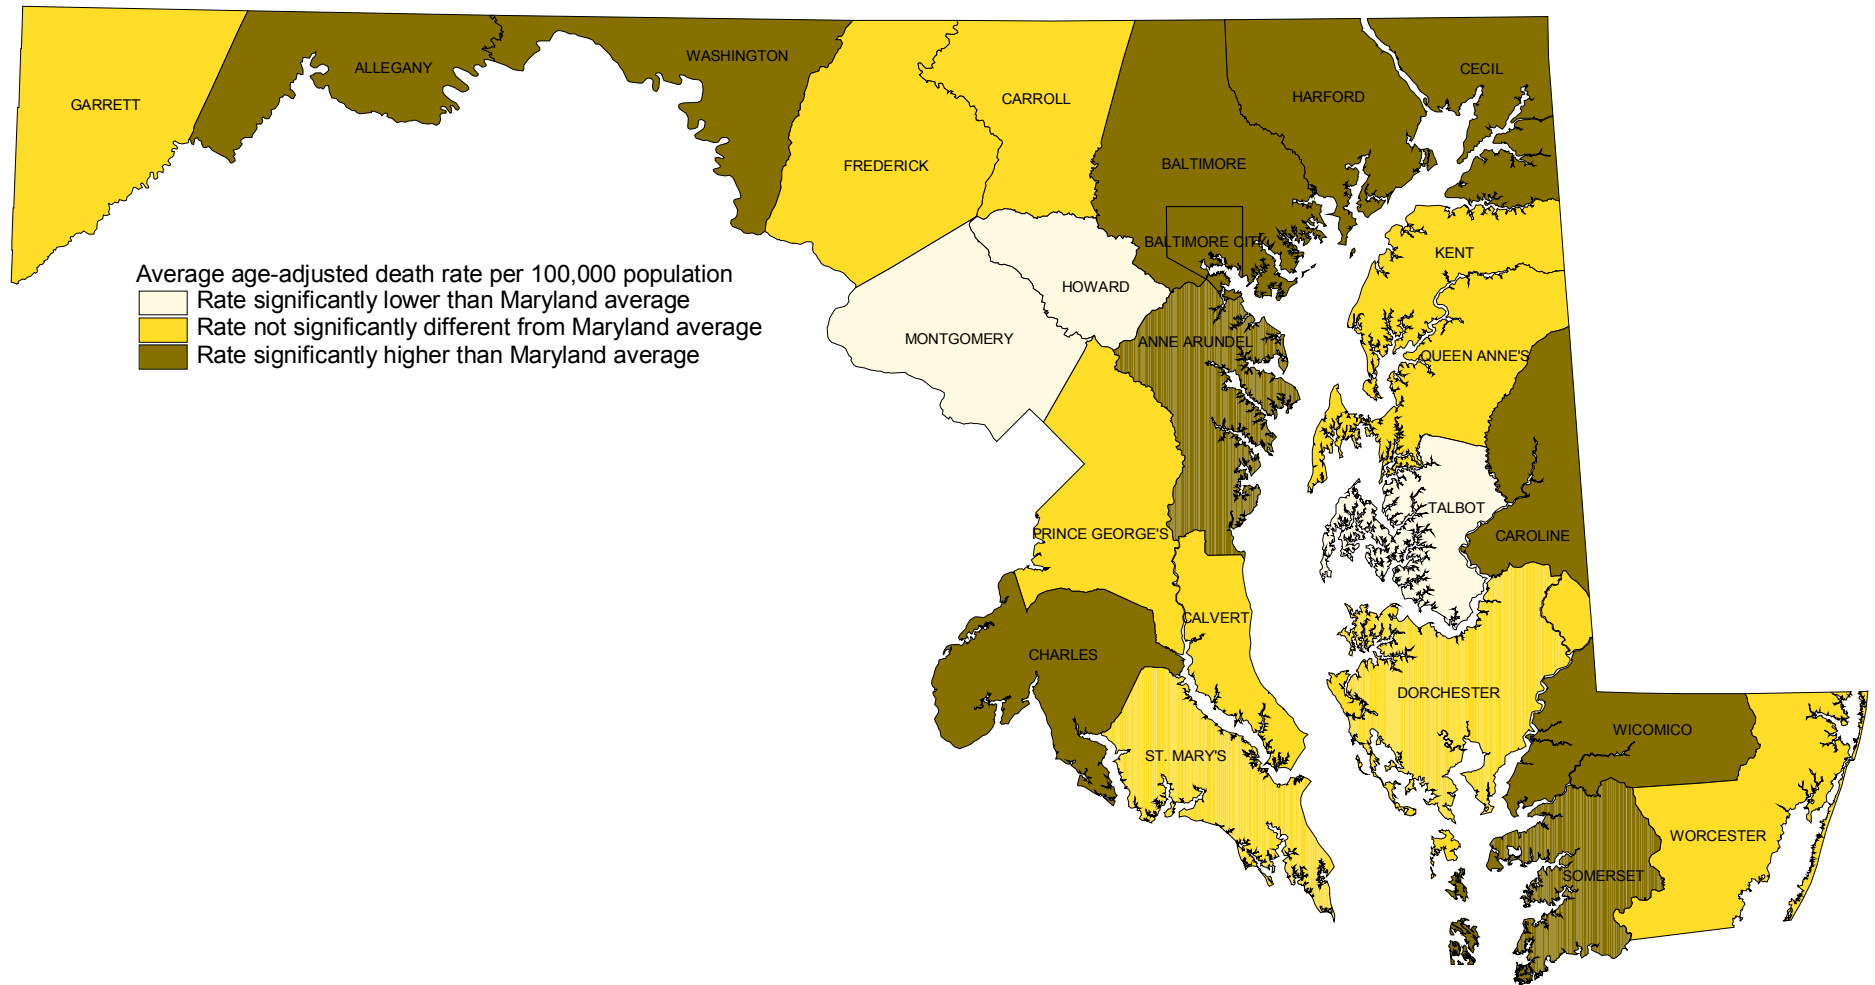 GARRETT
ALLEGANY
WASHINGTON
FREDERICK
CARROLL
BALTIMORE
HARFORD
CECIL
BALTIMORE CITY
KENT
HOWARD
MONTGOMERY
ANNE ARUNDEL
QUEEN ANNE'S
Average age-adjusted death rate per 100,000 population
Rate significantly lower than Maryland average
Rate not significantly different from Maryland average
Rate significantly higher than Maryland average
TALBOT
CAROLINE
PRINCE GEORGE'S
CALVERT
CHARLES
DORCHESTER
ST. MARY'S
WICOMICO
WORCESTER
SOMERSET